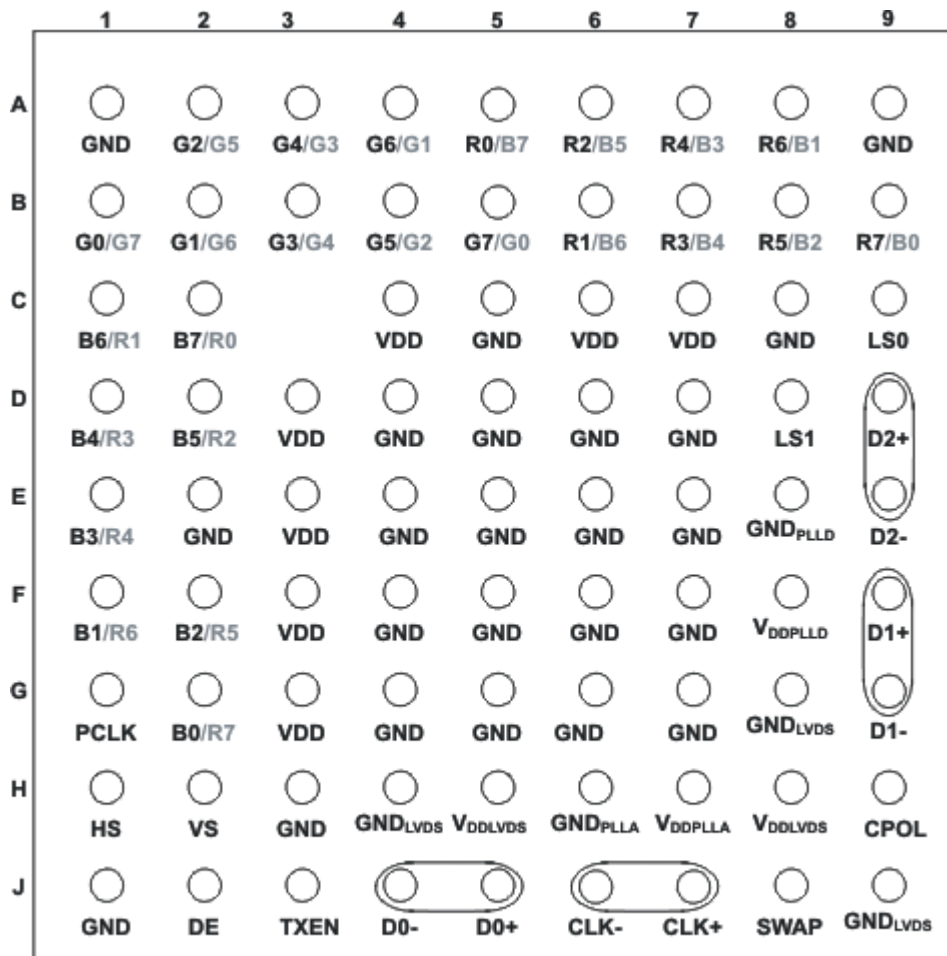 1 2 3 4 5 6 7 8 9
A
GND G2/G5 G4/G3 G6/G1 R0/B7 R2/B5 R4/B3 R6/B1 GND
B
G0/G7 G1/G6 G3/G4 G5/G2 G7/G0 R1/B6 R3/B4 R5/B2 R7/B0
C
B6/R1 B7/R0 VDD GND VDD VDD GND LS0
D
B4/R3 B5/R2 VDD GND GND GND GND LS1 D2+
E
B3/R4 GND VDD GND GND GND GND GNDPLLD D2-
F
B1/R6 B2/R5 VDD GND GND GND GND VDDPLLD D1+
G
PCLK B0/R7 VDD GND GND GND GND GNDLVDS D1-
H
HS VS GND GNDLVDS VDDLVDS GNDPLLA VDDPLLA VDDLVDS CPOL
J
GND DE TXEN D0- D0+ CLK- CLK+ SWAP GNDLVDS